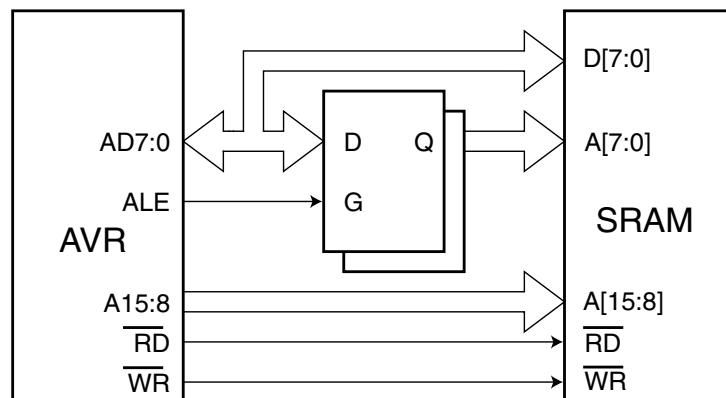 D[7:0]
AD7:0
D
Q
A[7:0]
ALE
G
AVR
SRAM
A15:8
A[15:8]
RD
RD
WR
WR